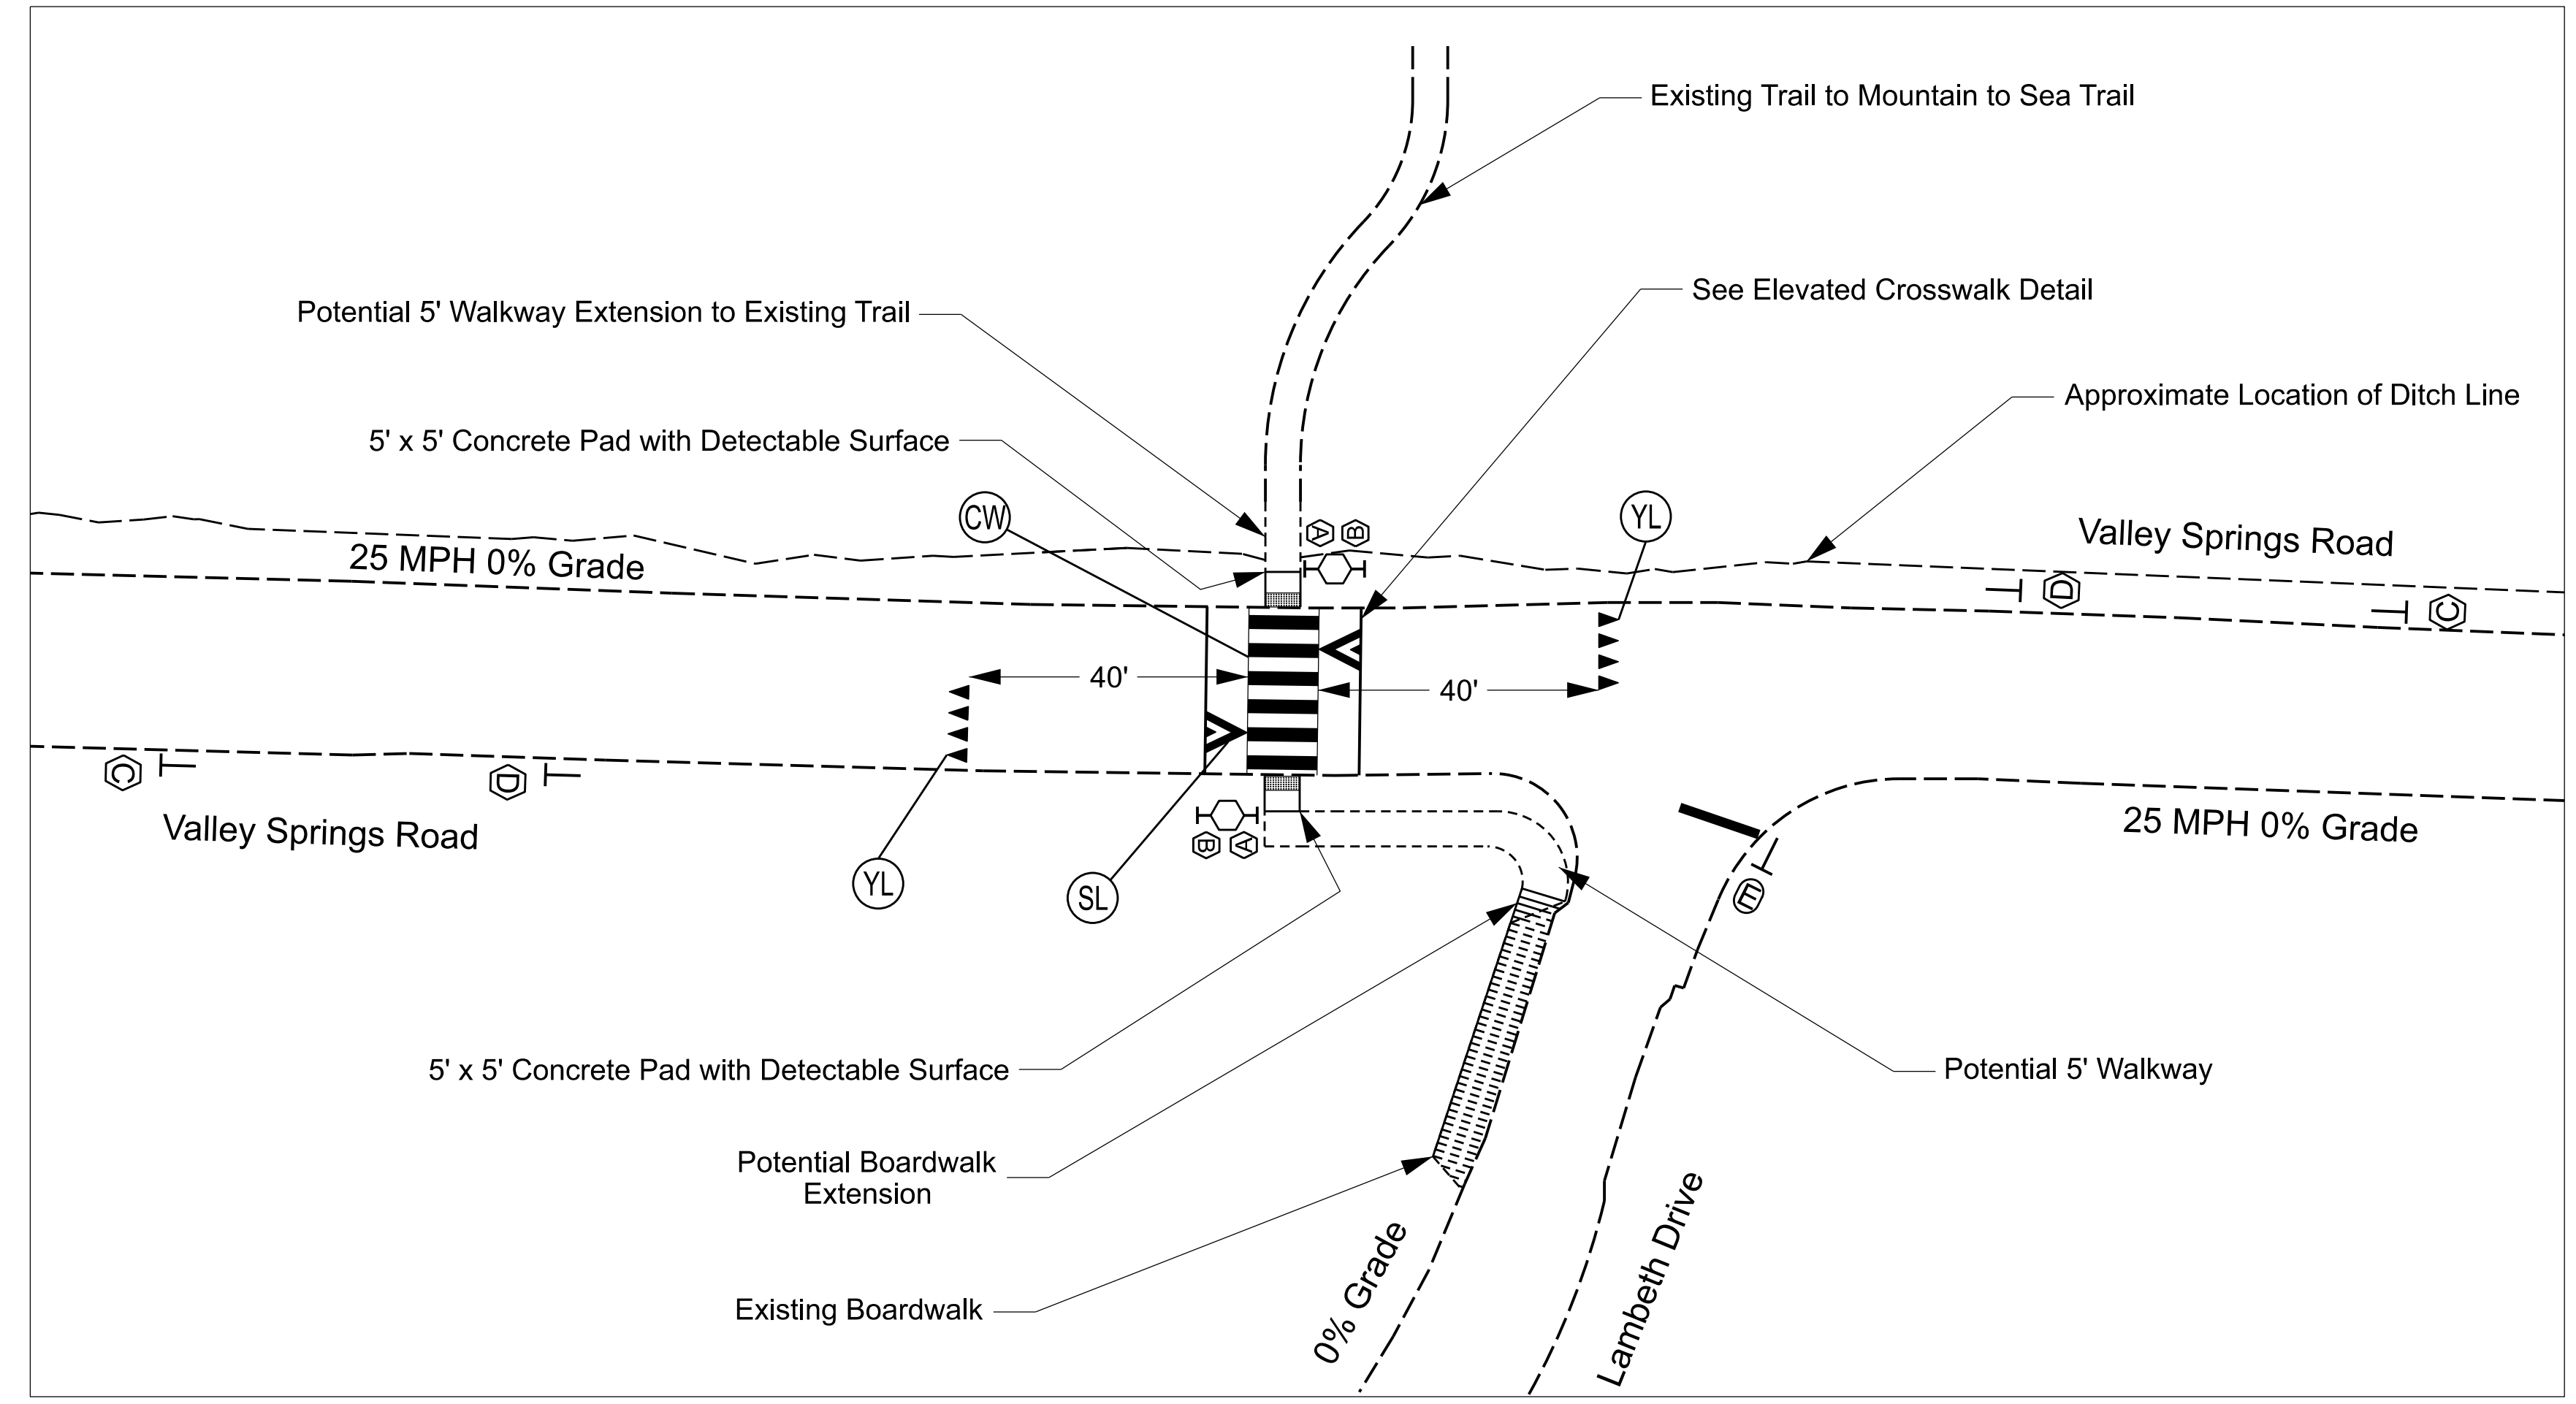 Existing Trail to Mountain to Sea Trail
See Elevated Crosswalk Detail
Potential 5' Walkway Extension to Existing Trail
Approximate Location of Ditch Line
5' x 5' Concrete Pad with Detectable Surface
CW
YL
A B
Valley Springs Road
25 MPH 0% Grade
D
C
40'
40'
C
D
Valley Springs Road
B A
25 MPH 0% Grade
YL
SL
E
5' x 5' Concrete Pad with Detectable Surface
Potential 5' Walkway
Potential Boardwalk
Extension
Existing Boardwalk
0% Grade
Lambeth Drive